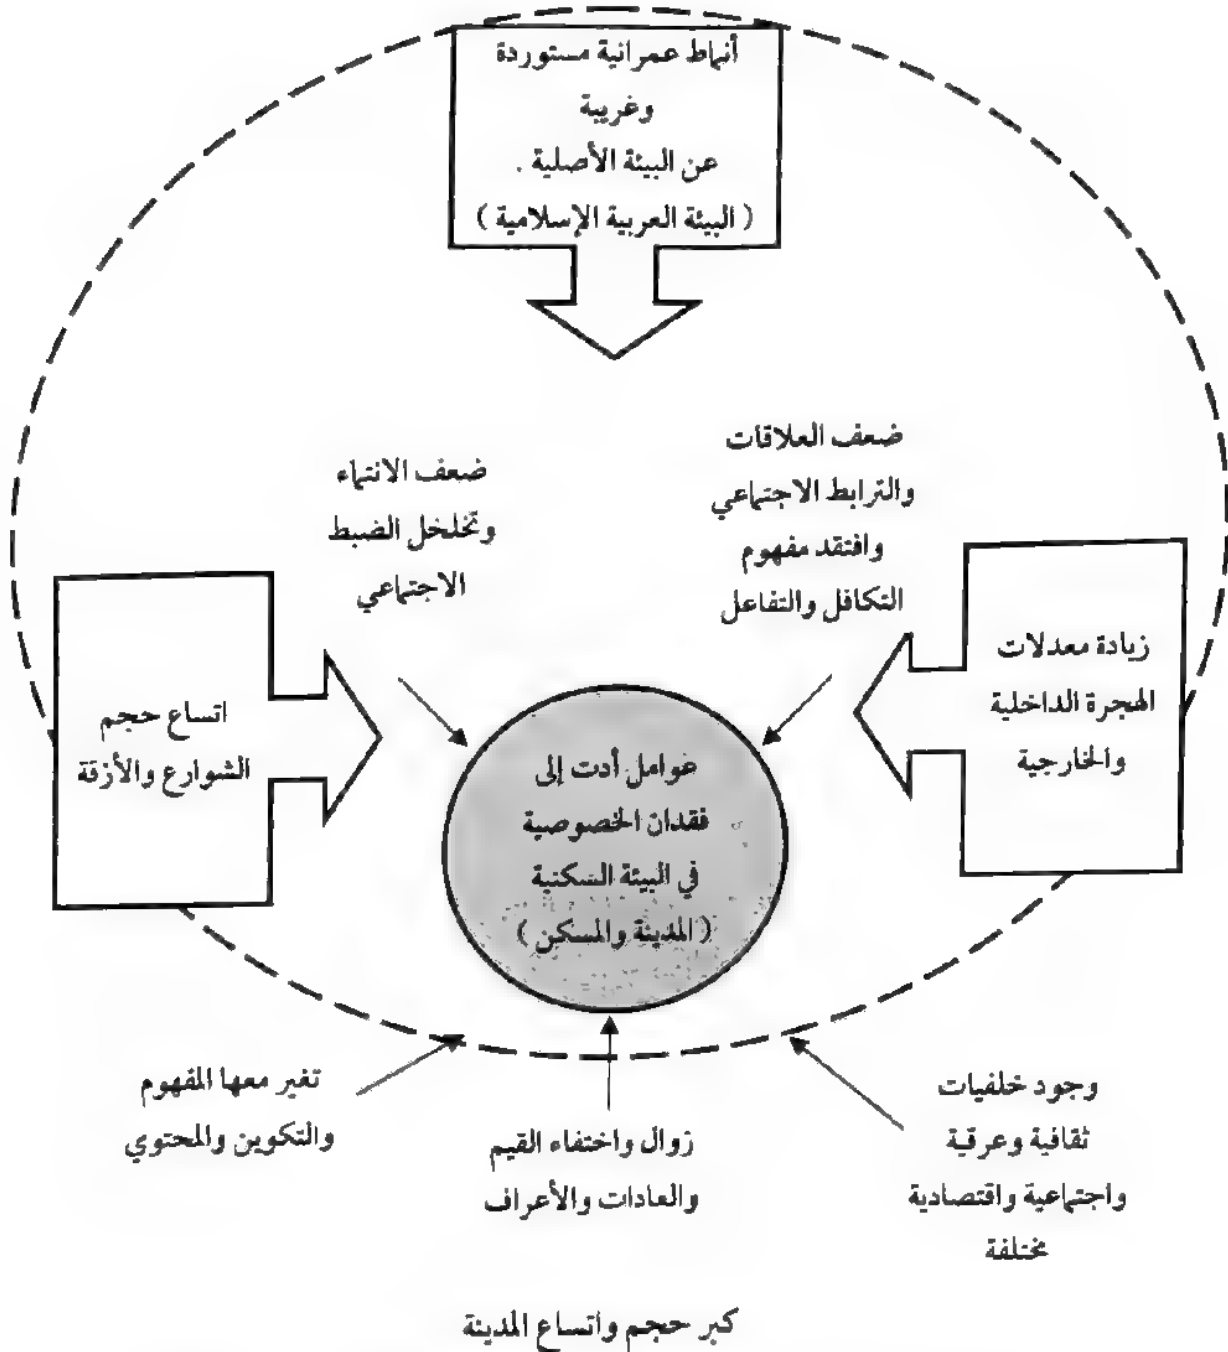 أنماط عمرانية مستوردة
وغريبة
عن البيئة الأصلية .
( البيئة العربية الإسلامية )
ضعف العلاقات
والترابط الاجتماعي
وافتقد مفهوم
التكافل والتفاعل
ضعف الانتماء
وتخلخل الضبط
الاجتماعي
زيادة معدلات
الهجرة الداخلية
والخارجية
اتساع حجم
الشوارع والأزقة
عوامل أدت إلى
فقدان الخصوصية
في البيئة السكنية
( المدينة والمسكن )
وجود خلفيات
ثقافية وعرقية
واجتماعية واقتصادية
مختلفة
زوال واختفاء القيم
والعادات والأعراف
تغير معها المفهوم
والتكوين والمحتوي
كبر حجم واتساع المدينة